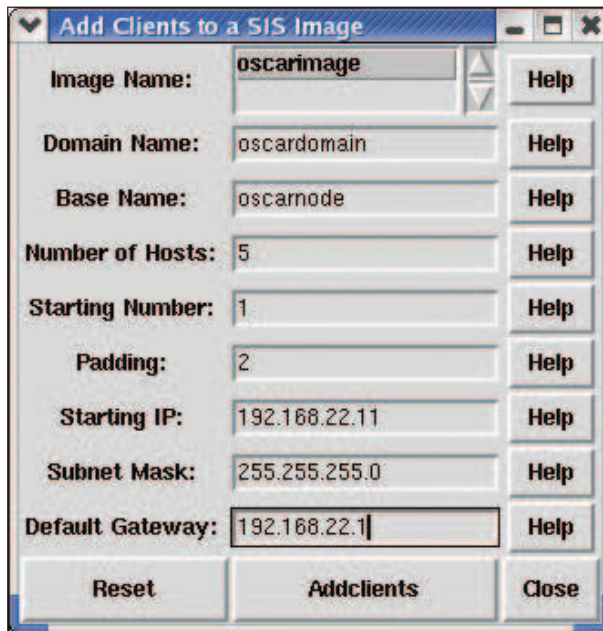 Add Clients to a SIS Image
Image Name: oscarimage Help
Domain Name: oscardomain Help
Base Name: oscarnode Help
Number of Hosts: 5 Help
Starting Number: 1 Help
Padding: 2 Help
Starting IP: 192.168.22.11 Help
Subnet Mask: 255.255.255.0 Help
Default Gateway: 192.168.22.1 Help
Reset Addclients Close